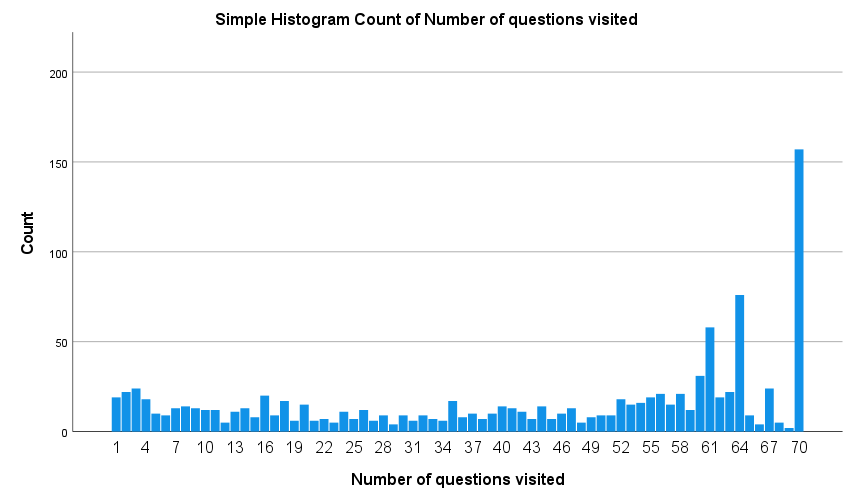 Simple Histogram Count of Number of questions visited
200
150
100
50
0
Count
1 4 7 10 13 16 19 22 25 28 31 34 37 40 43 46 49 52 55 58 61 64 67 70
Number of questions visited